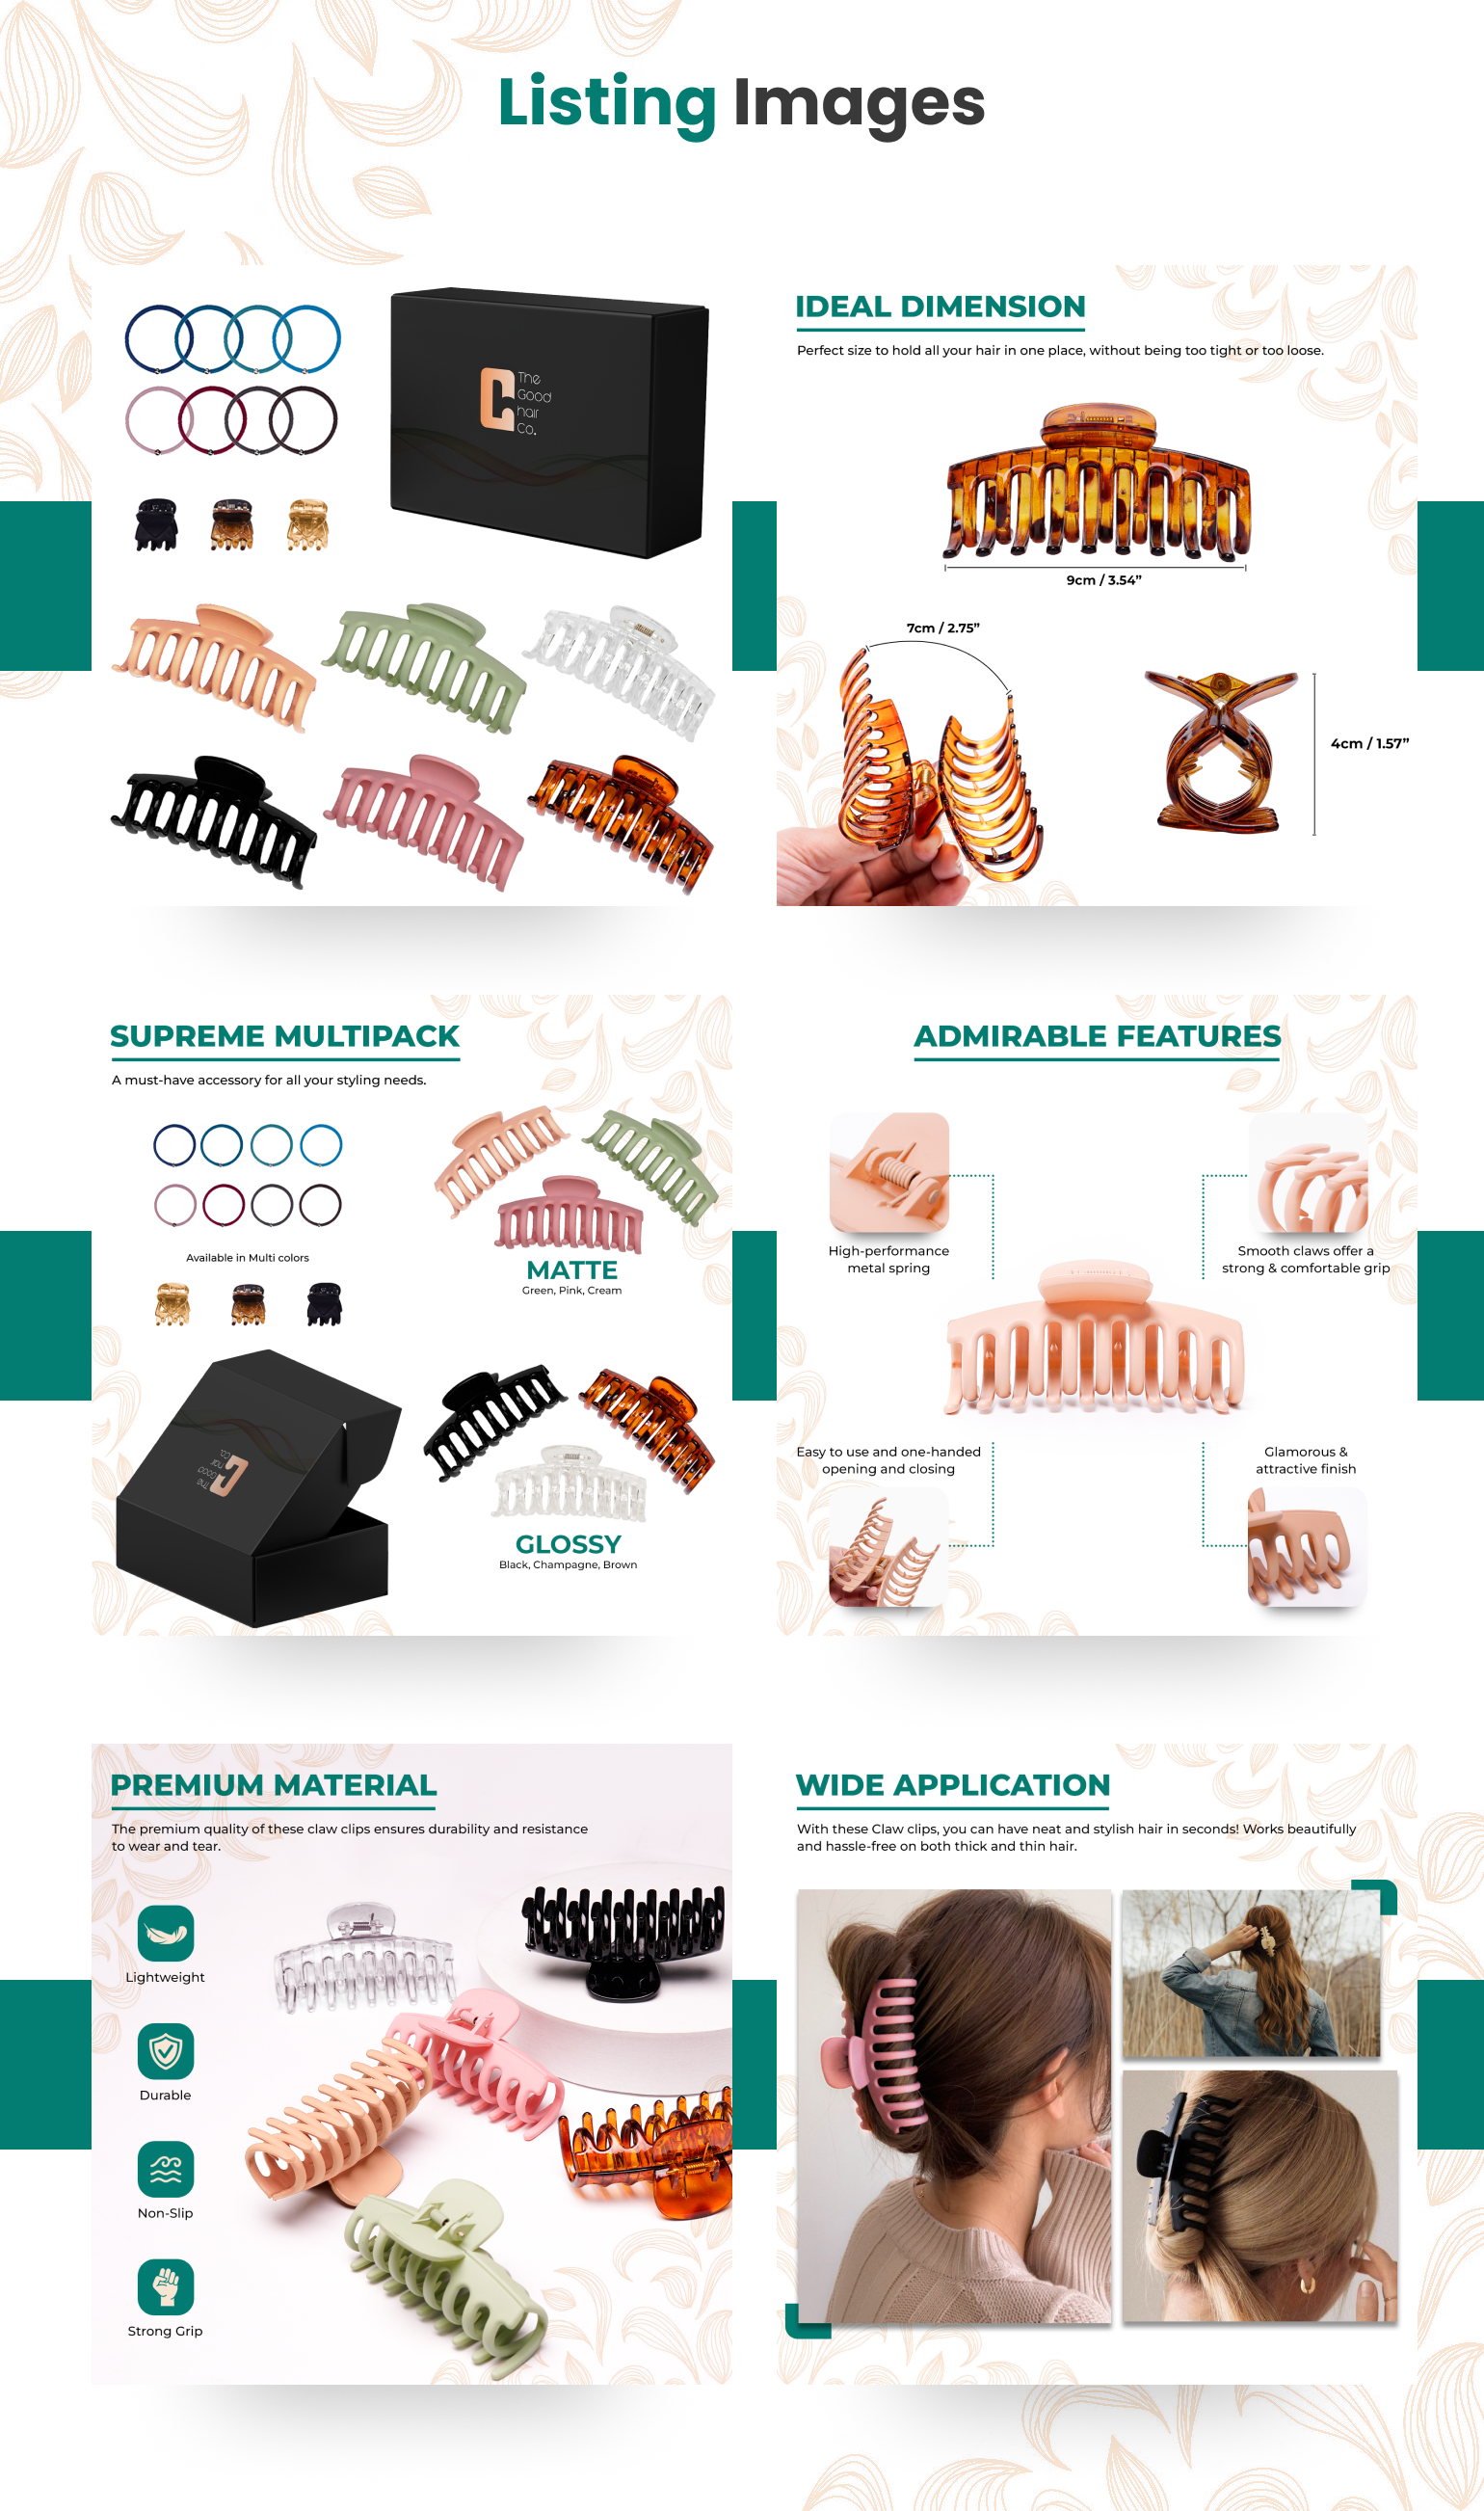 Listing Images
The
Good
hair
Co.
IDEAL DIMENSION
Perfect size to hold all your hair in one place, without being too tight or too loose.
9cm / 3.54”
7cm / 2.75”
4cm / 1.57”
SUPREME MULTIPACK
A must-have accessory for all your styling needs.
Available in Multi colors
MATTE
Green, Pink, Cream
The
Good
hair
Co.
GLOSSY
Black, Champagne, Brown
ADMIRABLE FEATURES
High-performance
metal spring
Smooth claws offer a
strong & comfortable grip
Easy to use and one-handed
opening and closing
Glamorous &
attractive finish
PREMIUM MATERIAL
The premium quality of these claw clips ensures durability and resistance
to wear and tear.
Lightweight
Durable
Non-Slip
Strong Grip
WIDE APPLICATION
With these Claw clips, you can have neat and stylish hair in seconds! Works beautifully
and hassle-free on both thick and thin hair.